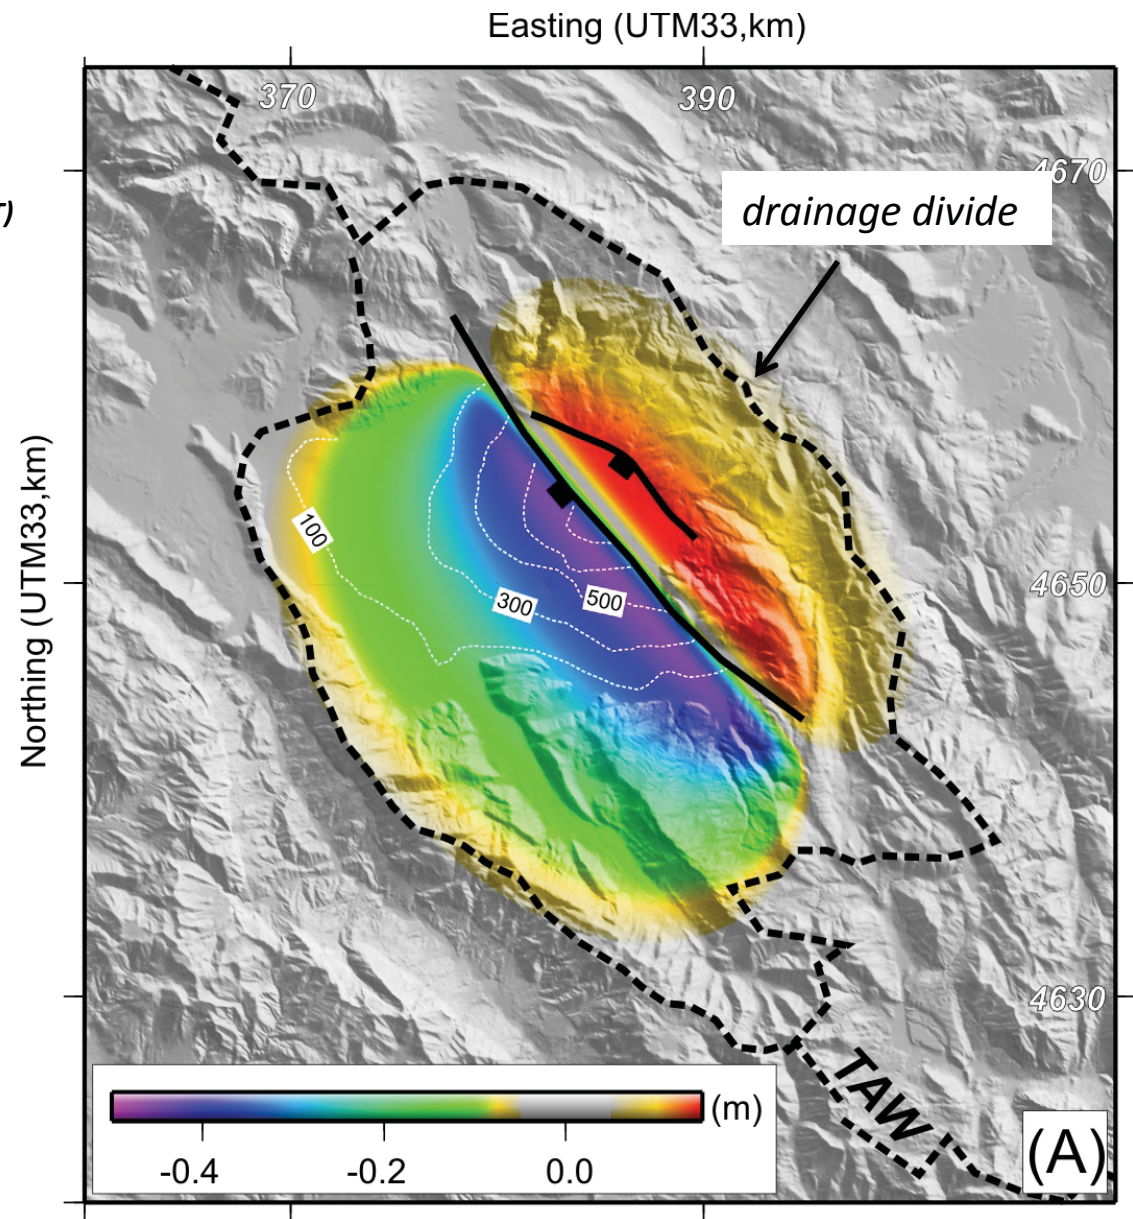 Easting (UTM33,km)
370
390
4670
T)
drainage divide
Northing (UTM33,km)
100
300
500
4650
4630
TAW
(m)
-0.4
-0.2
0.0
(A)